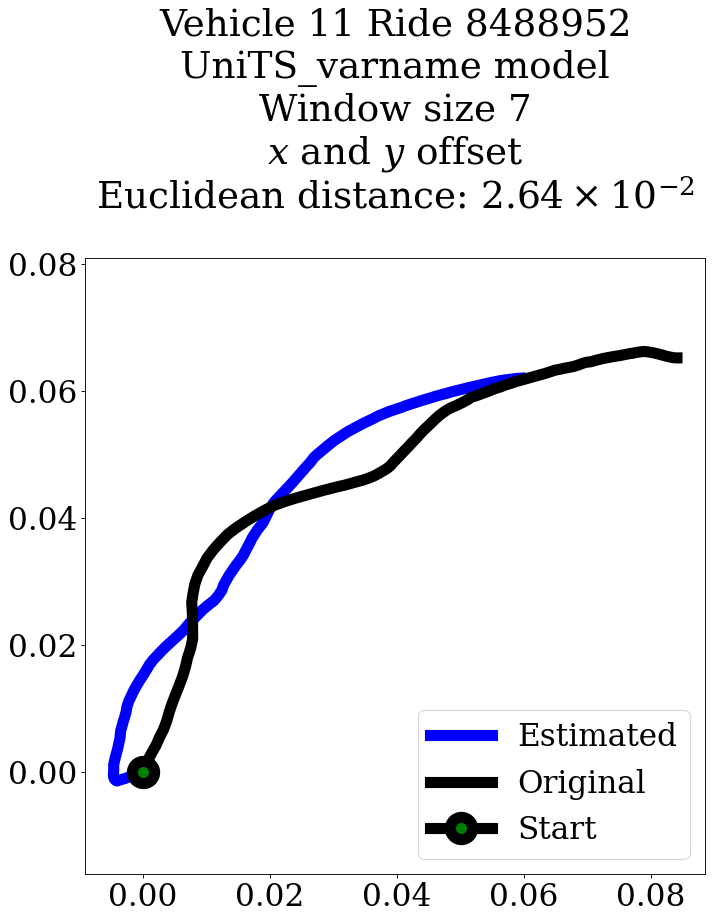 Vehicle 11 Ride 8488952
UniTS_varname model
Window size 7
x and y offset
Euclidean distance: 2.64 × 10⁻²
0.08
0.06
0.04
0.02
0.00
Estimated
Original
Start
0.00 0.02 0.04 0.06 0.08